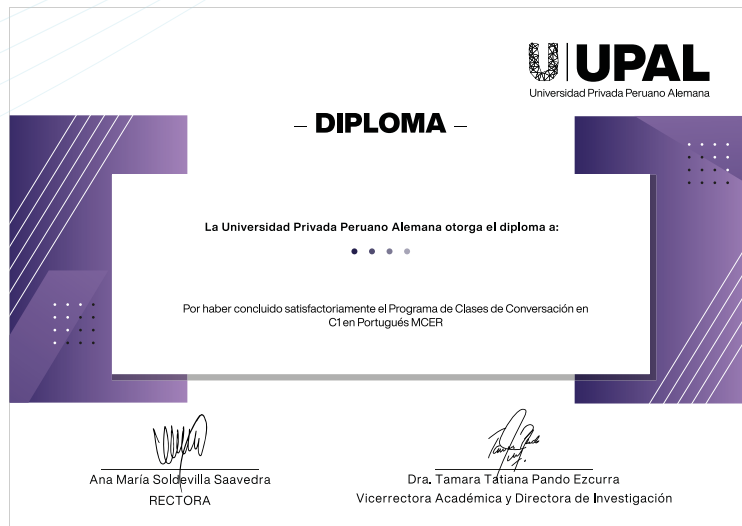 UPAL
Universidad Privada Peruano Alemana
– DIPLOMA –
La Universidad Privada Peruano Alemana otorga el diploma a:
Por haber concluido satisfactoriamente el Programa de Clases de Conversación en
C1 en Portugués MCER
Ana María Soldevilla Saavedra
RECTORA
Dra. Tamara Tatiana Pando Ezcurra
Vicerrectora Académica y Directora de Investigación